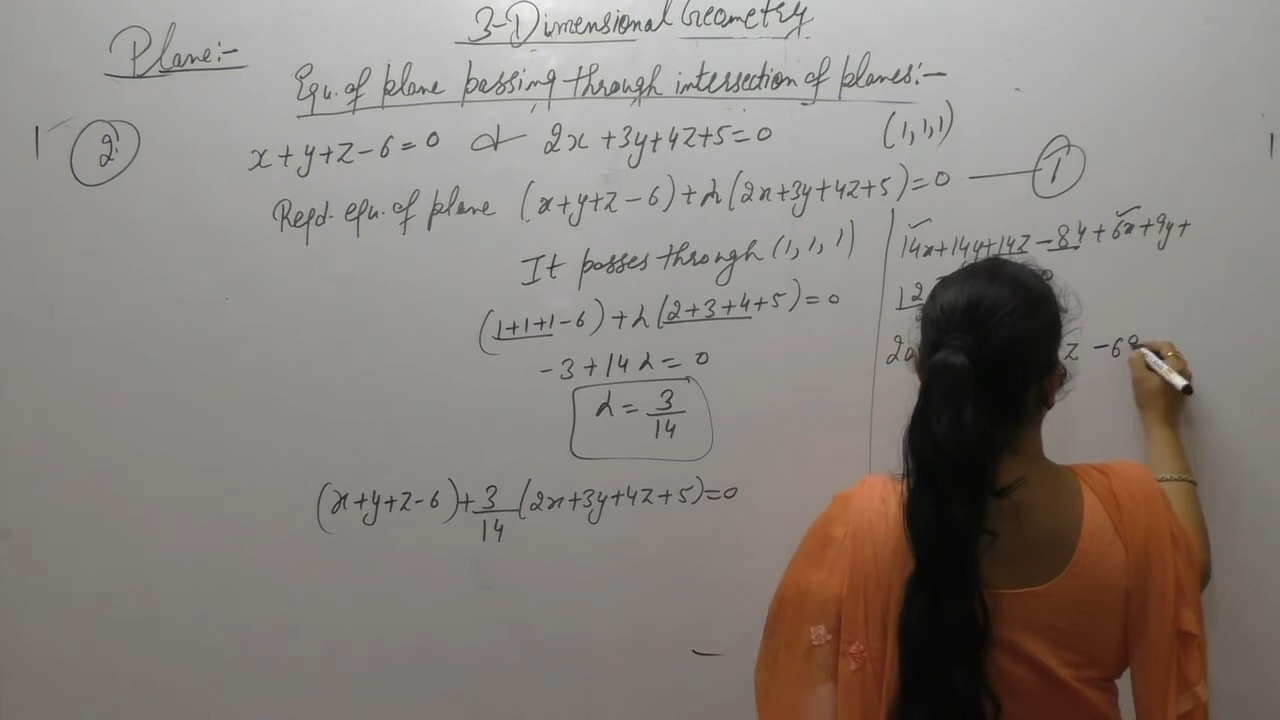 3-Dimensional Geometry
Plane:-
Equ. of plane passing through intersection of planes:-
2! x+y+z-6=0 & 2x+3y+4z+5=0 (1,1,1)
Reqd. equ. of plane (x+y+z-6)+λ(2x+3y+4z+5)=0 — 1
It passes through (1,1,1)
(1+1+1-6)+λ(2+3+4+5)=0
-3+14λ=0
λ=3/14
(x+y+z-6)+3/14(2x+3y+4z+5)=0
14x+14y+14z-84+6x+9y+
12
z -69